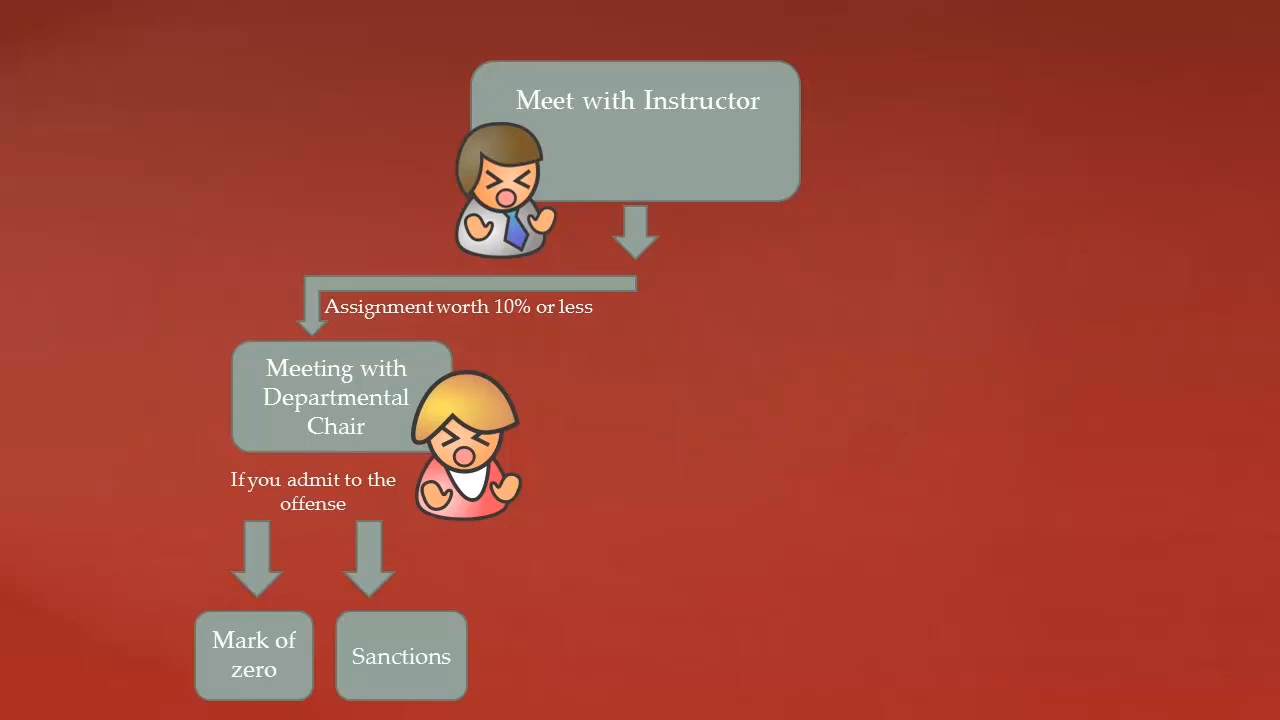 Meet with Instructor
Assignment worth 10% or less
Meeting with
Departmental
Chair
If you admit to the
offense
Mark of
zero
Sanctions